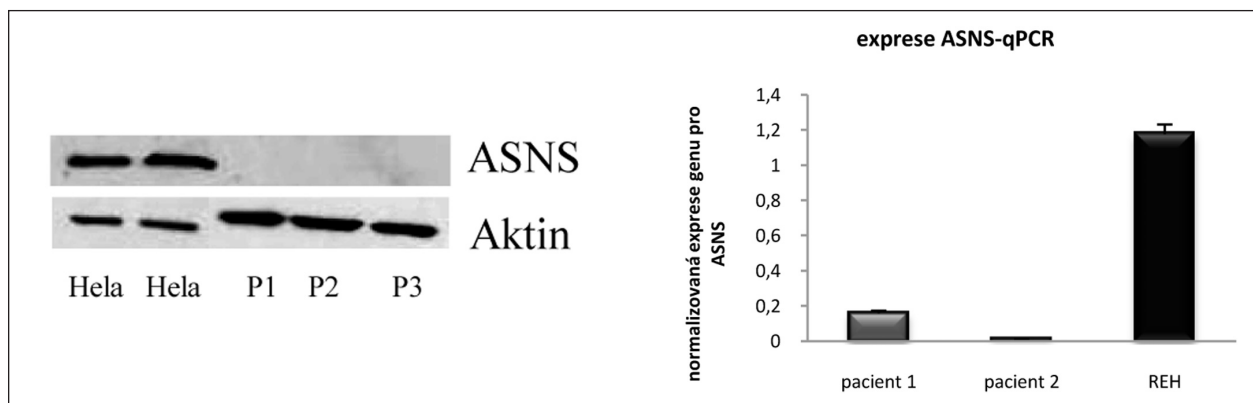 ASNS
Aktin
Hela Hela P1 P2 P3
exprese ASNS-qPCR
normalizovaná exprese genu pro
ASNS
1,4
1,2
1
0,8
0,6
0,4
0,2
0
pacient 1 pacient 2 REH